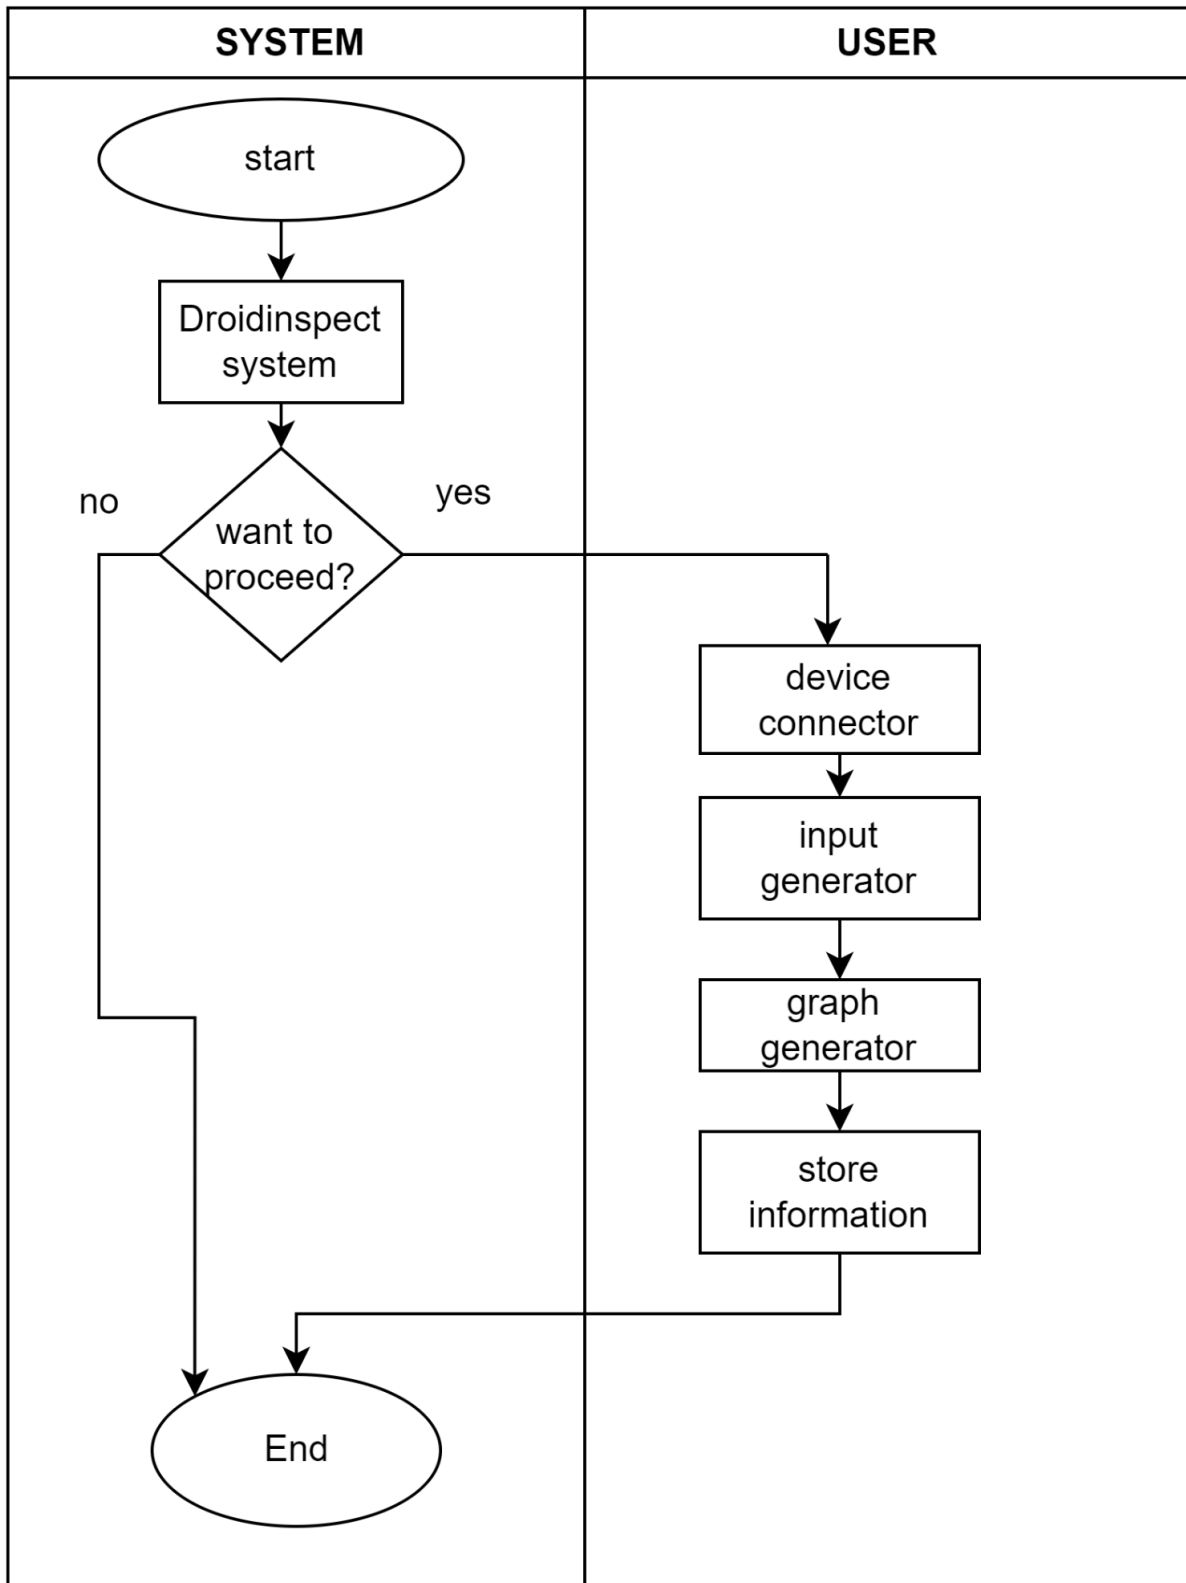 SYSTEM
USER
start
Droidinspect
system
no
yes
want to
proceed?
device
connector
input
generator
graph
generator
store
information
End